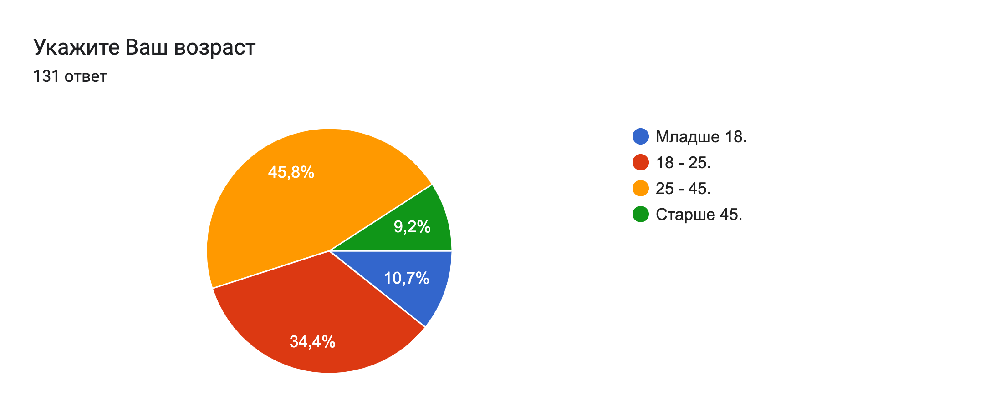 Укажите Ваш возраст
131 ответ
45,8%
9,2%
10,7%
34,4%
Младше 18.
18 - 25.
25 - 45.
Старше 45.